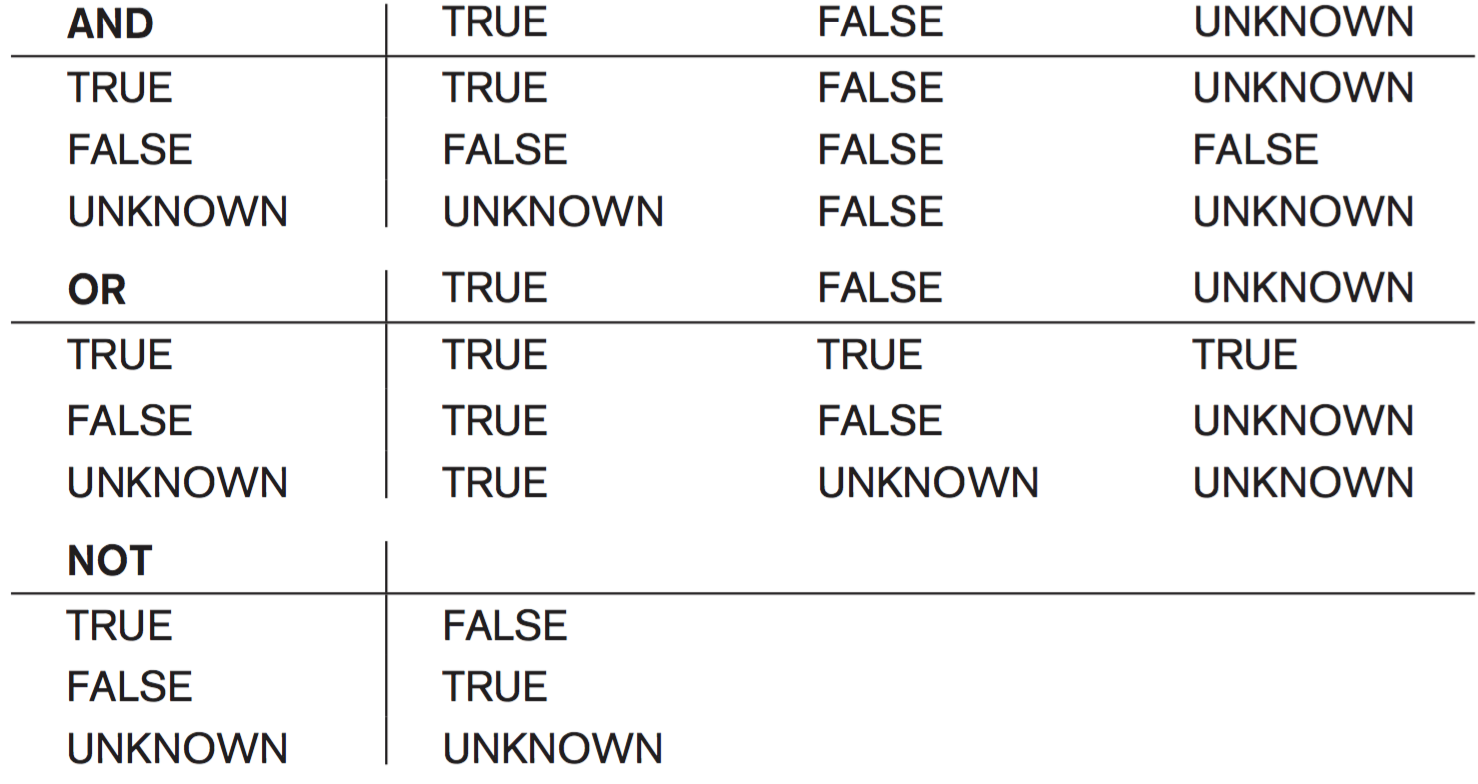 AND TRUE FALSE UNKNOWN
TRUE TRUE FALSE UNKNOWN
FALSE FALSE FALSE FALSE
UNKNOWN UNKNOWN FALSE UNKNOWN
OR TRUE FALSE UNKNOWN
TRUE TRUE TRUE TRUE
FALSE TRUE FALSE UNKNOWN
UNKNOWN TRUE UNKNOWN UNKNOWN
NOT
TRUE FALSE
FALSE TRUE
UNKNOWN UNKNOWN